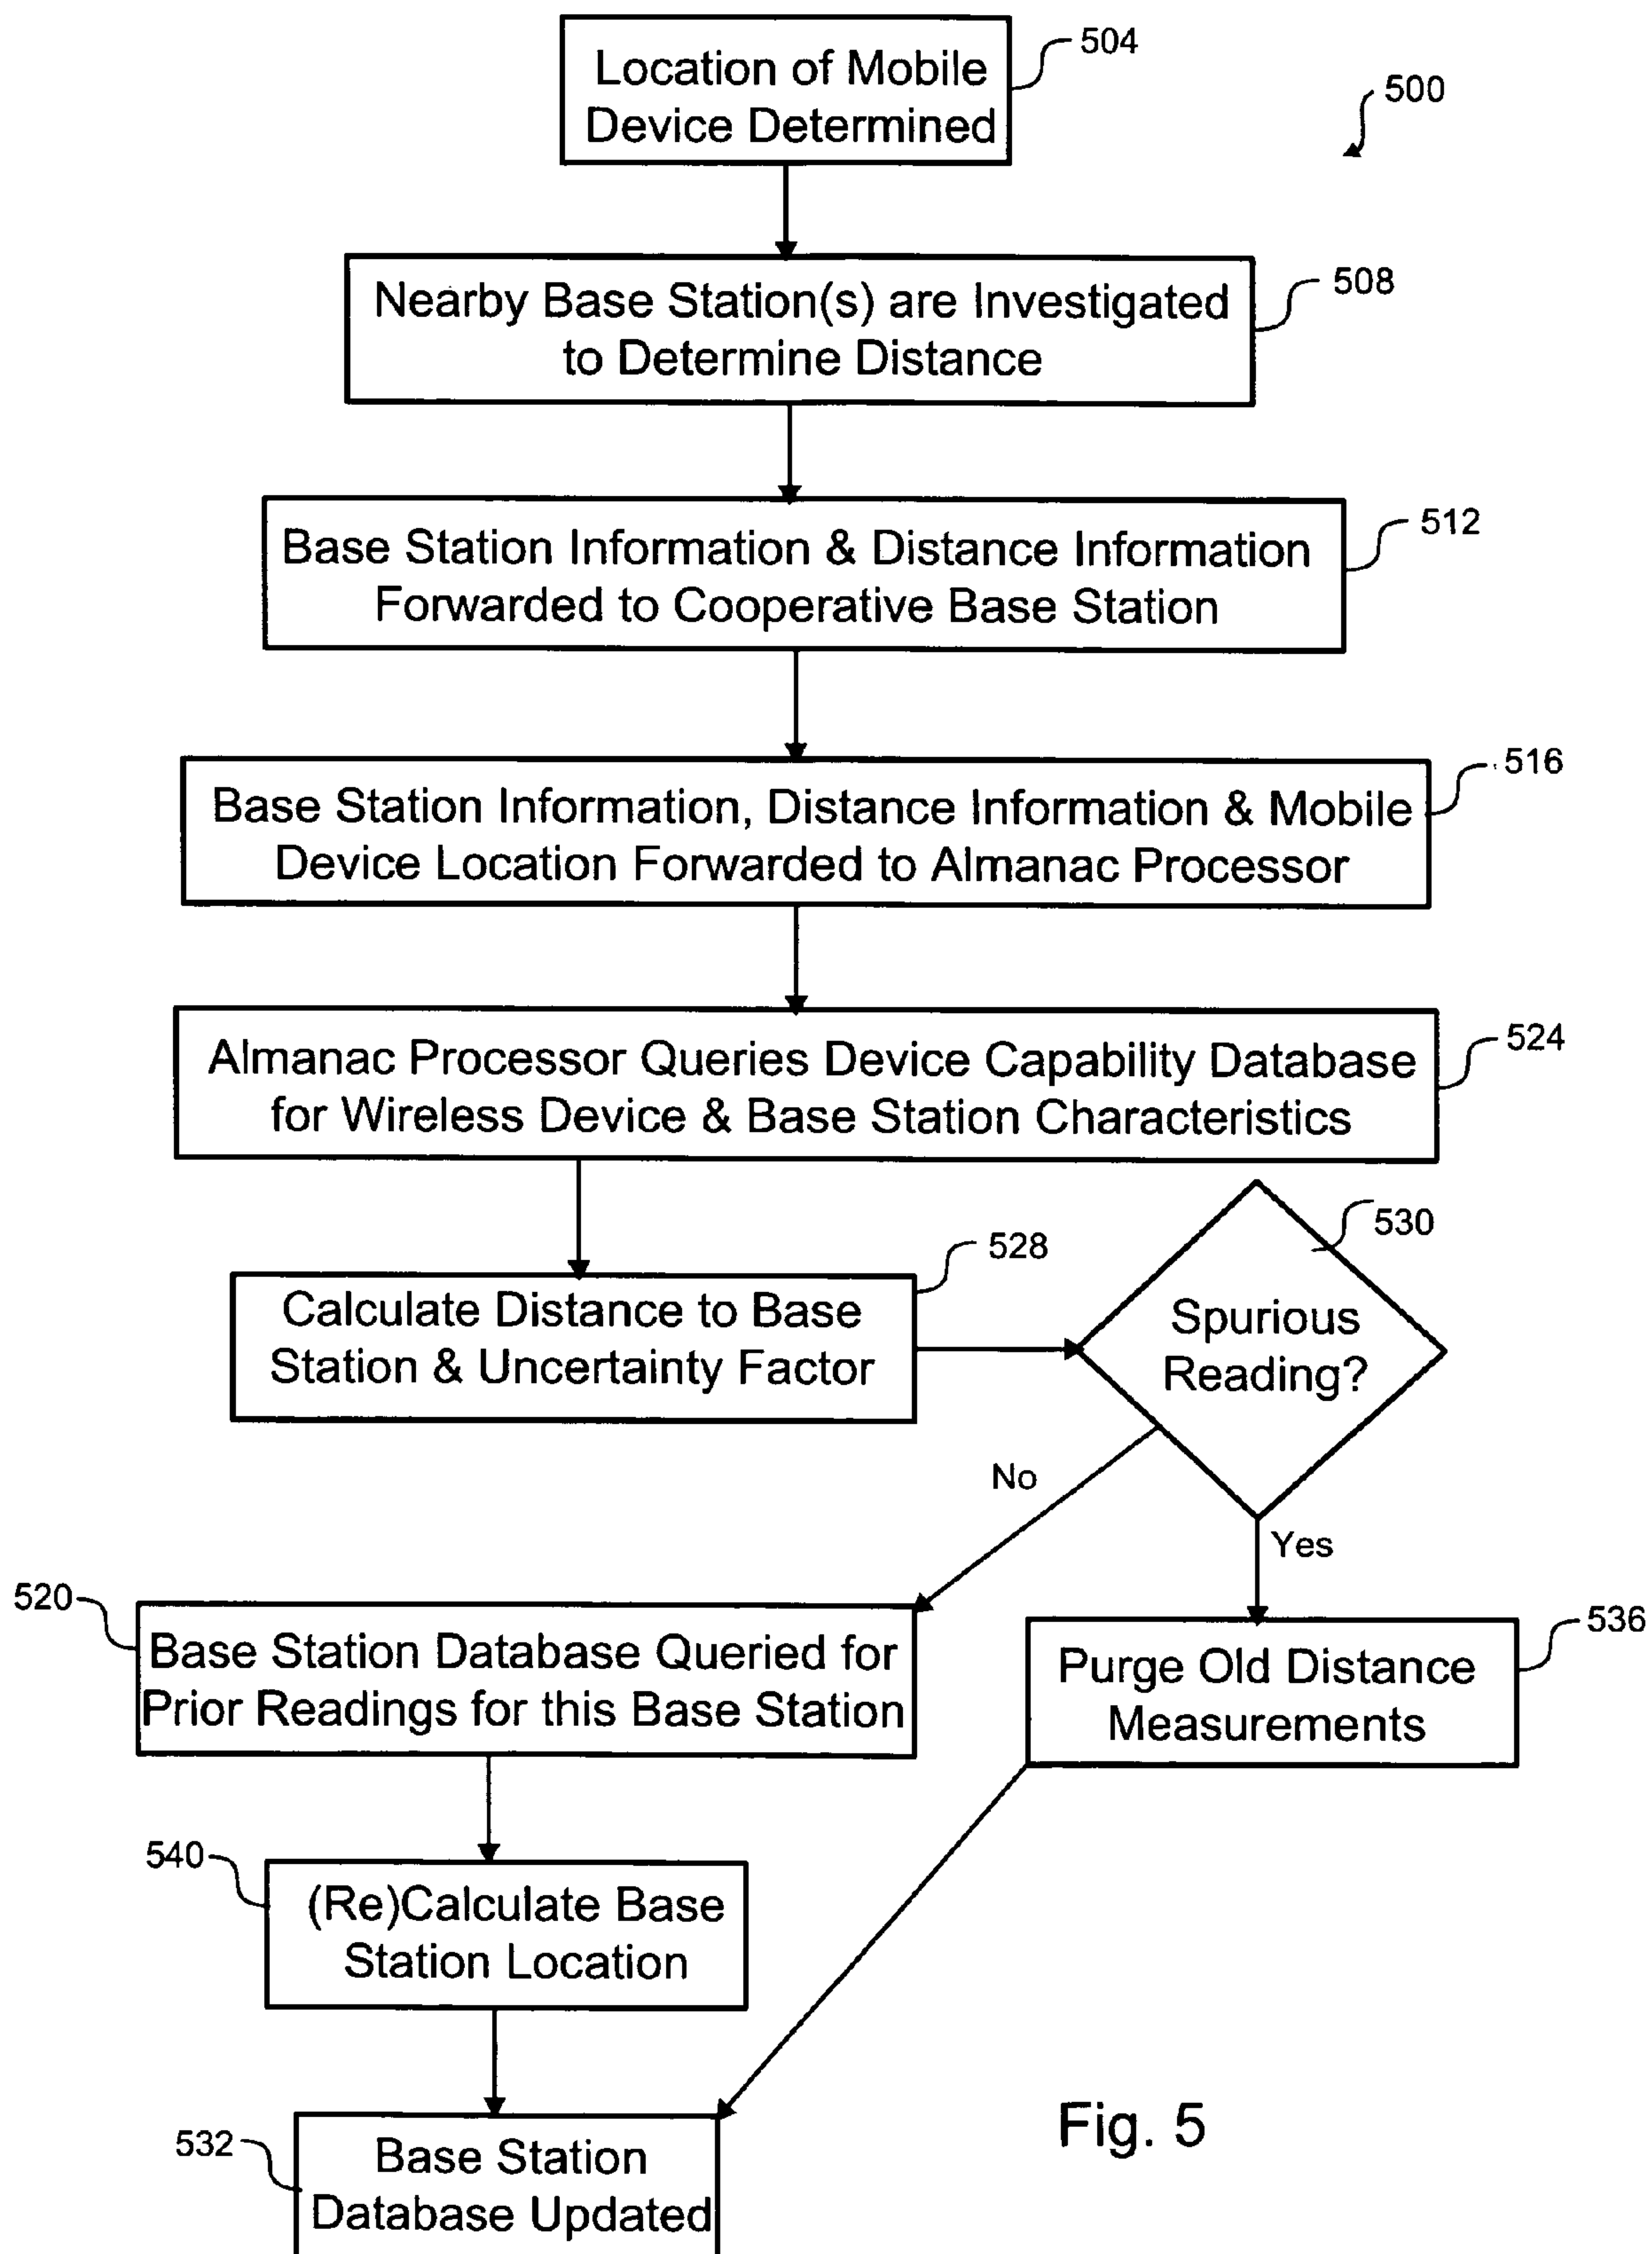 Location of Mobile
Device Determined
504
500
Nearby Base Station(s) are Investigated
to Determine Distance
508
Base Station Information & Distance Information
Forwarded to Cooperative Base Station
512
Base Station Information, Distance Information & Mobile
Device Location Forwarded to Almanac Processor
516
Almanac Processor Queries Device Capability Database
for Wireless Device & Base Station Characteristics
524
Calculate Distance to Base
Station & Uncertainty Factor
528
Spurious
Reading?
530
No
Yes
520
Base Station Database Queried for
Prior Readings for this Base Station
Purge Old Distance
Measurements
536
540
(Re)Calculate Base
Station Location
532
Base Station
Database Updated
Fig. 5